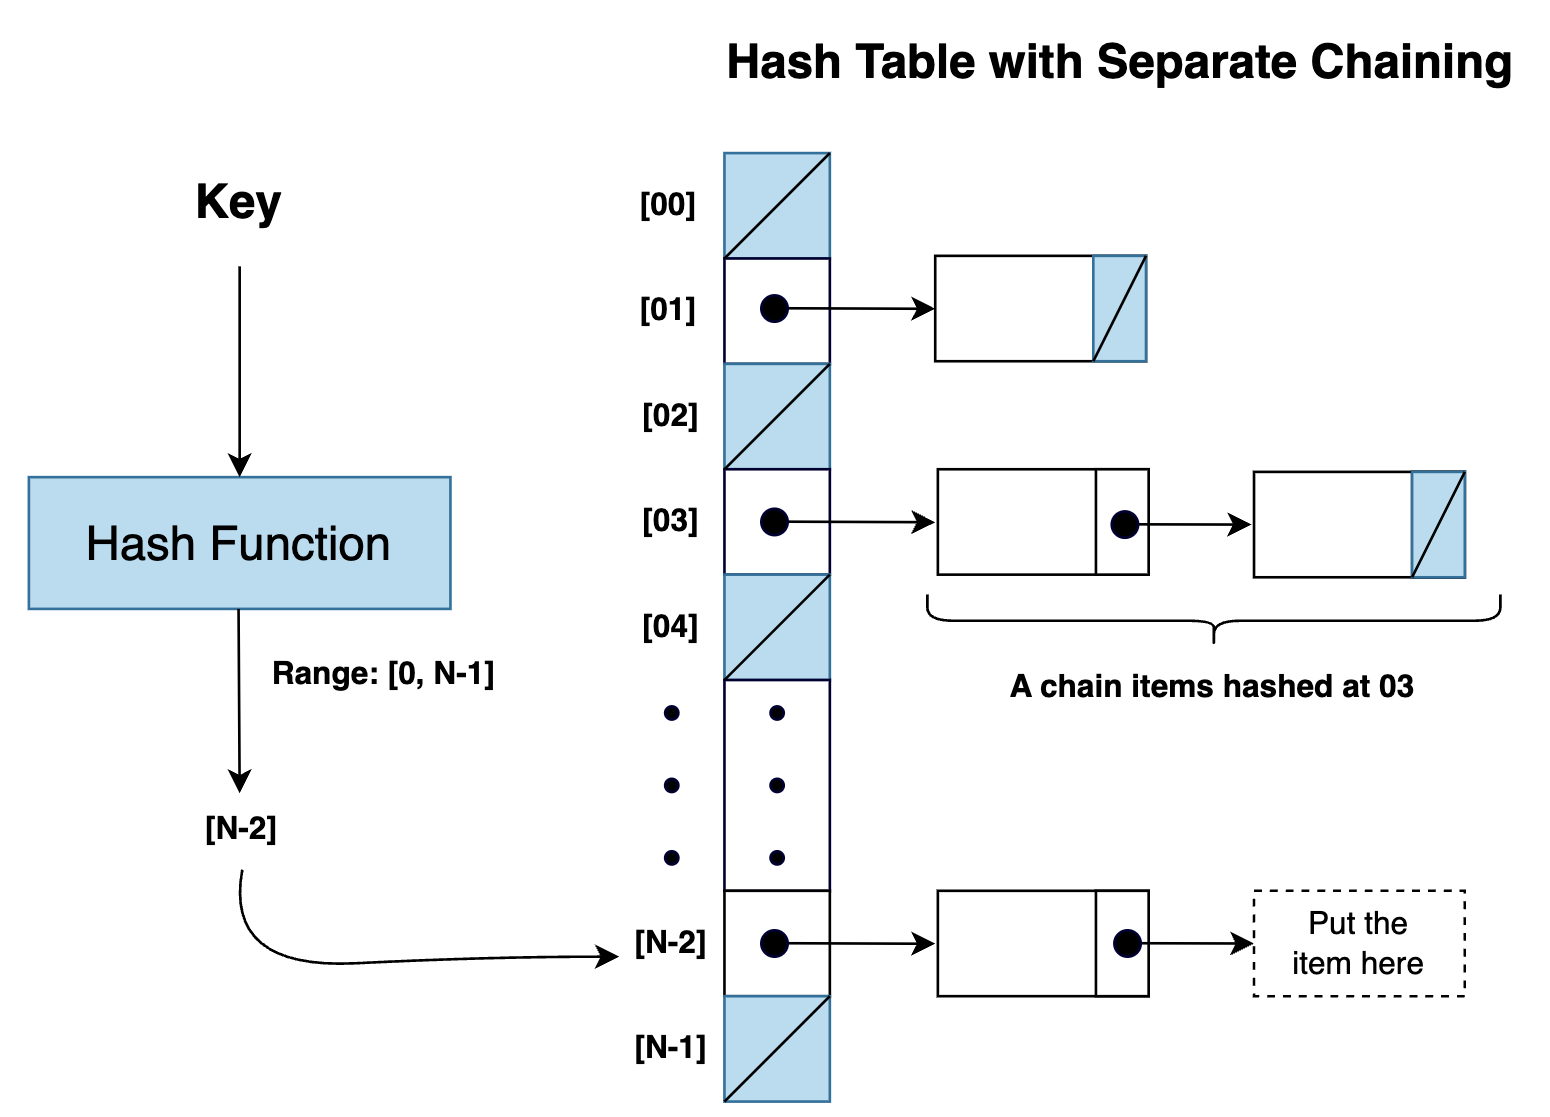 Hash Table with Separate Chaining
Key
Hash Function
Range: [0, N-1]
[N-2]
[00]
[01]
[02]
[03]
[04]
[N-2]
[N-1]
A chain items hashed at 03
Put the
item here